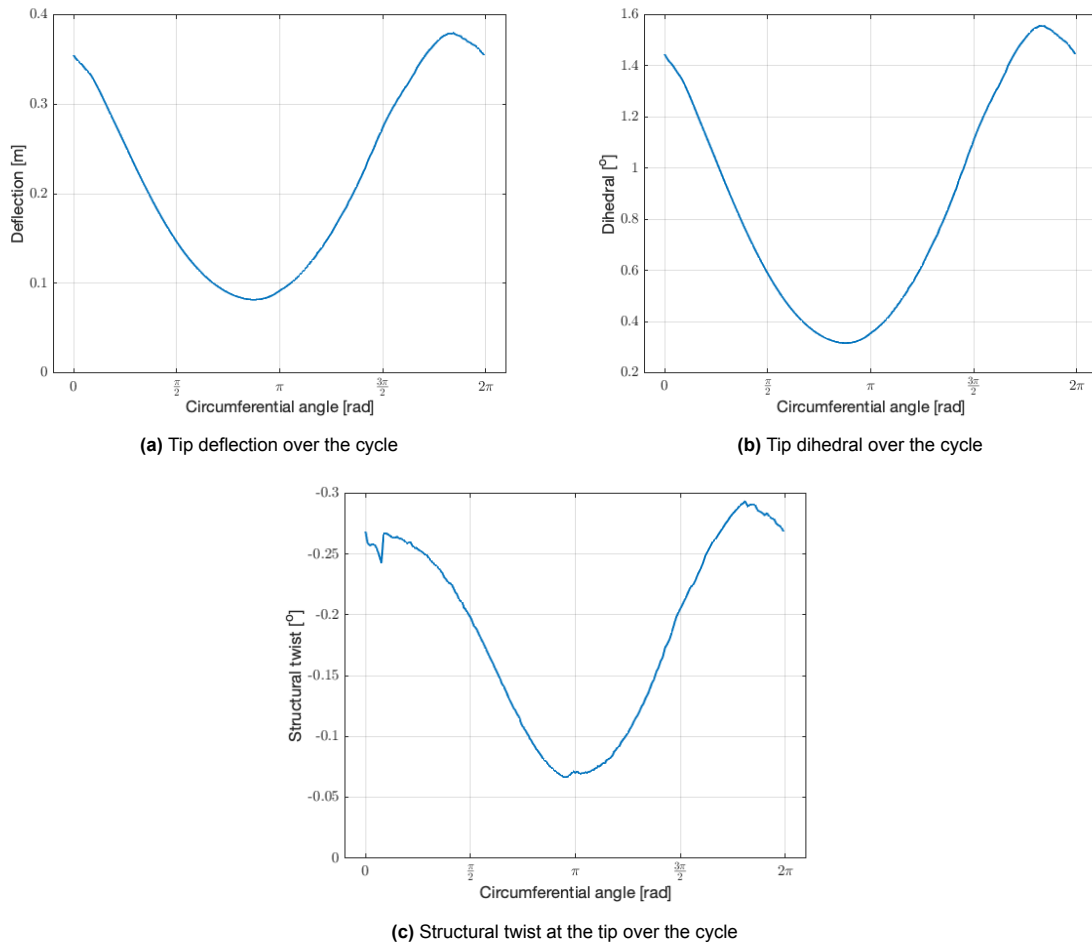 0.4
0.3
0.2
0.1
0
Deflection [m]
0
π/2
π
3π/2
2π
Circumferential angle [rad]
(a) Tip deflection over the cycle
1.6
1.4
1.2
1
0.8
0.6
0.4
0.2
Dihedral [°]
0
π/2
π
3π/2
2π
Circumferential angle [rad]
(b) Tip dihedral over the cycle
-0.3
-0.25
-0.2
-0.15
-0.1
-0.05
0
Structural twist [°]
0
π/2
π
3π/2
2π
Circumferential angle [rad]
(c) Structural twist at the tip over the cycle